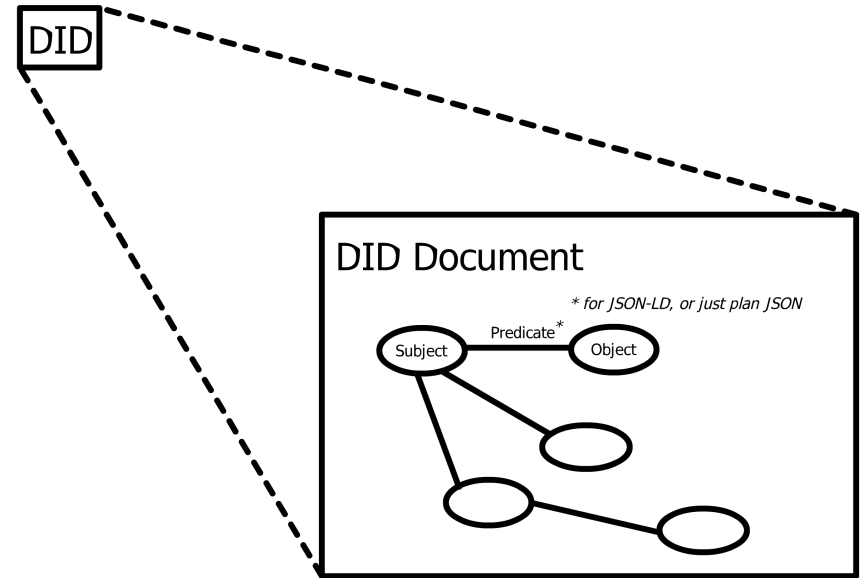 DID
DID Document
* for JSON-LD, or just plan JSON
Predicate*
Subject
Object